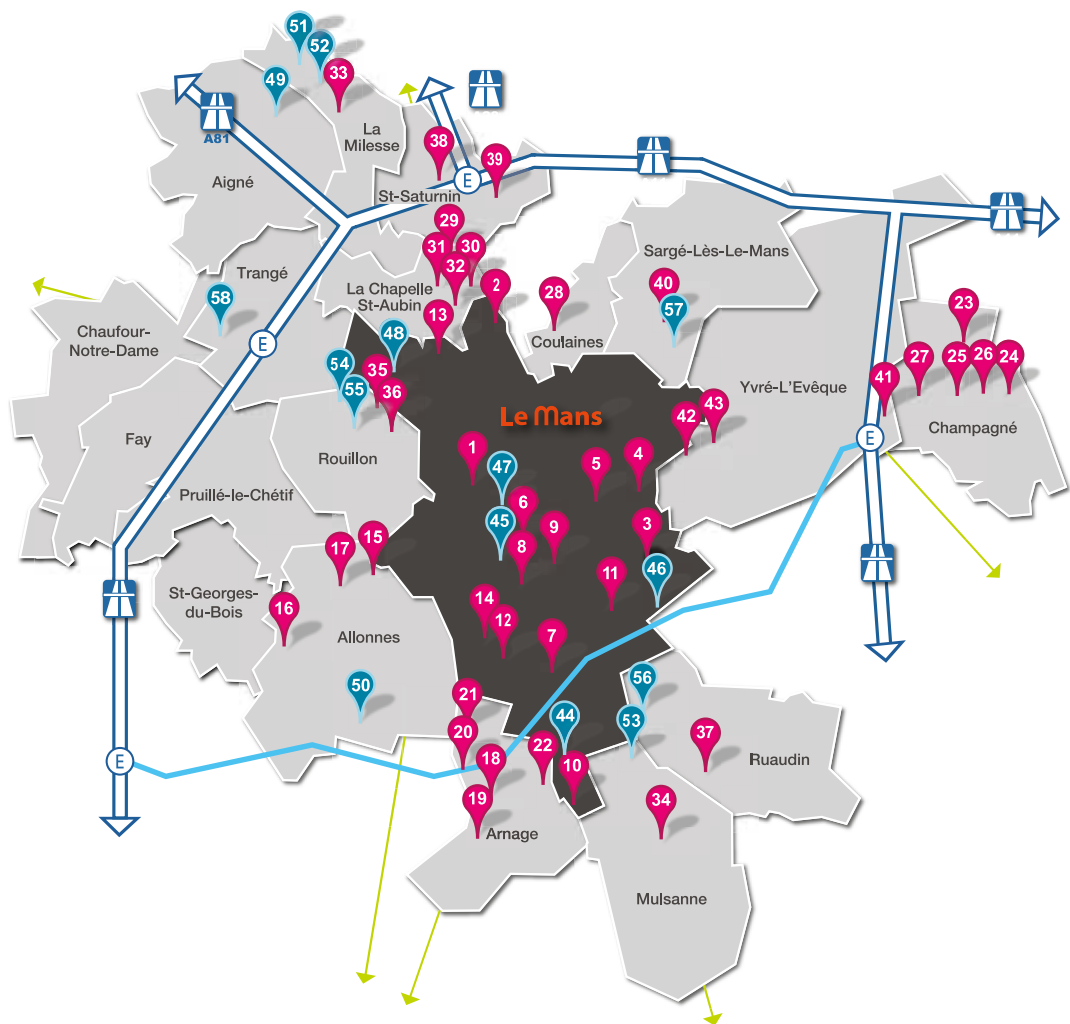 51
52
49
33
A81
La
Milesse
38
39
E
Aigné
St-Saturnin
29
31
30
32
2
28
Sargé-Lès-Le-Mans
40
57
Trangé
58
La Chapelle
St-Aubin
13
48
Coulaines
23
Chaufour-
Notre-Dame
E
54
35
55
36
41
27
25
26
24
Yvré-L'Evêque
42
43
Le Mans
Champagné
E
Fay
Rouillon
1
47
5
4
Pruillé-le-Chétif
6
45
9
3
8
17
15
11
46
St-Georges-
du-Bois
16
Allonnes
14
12
7
50
21
56
44
53
20
22
37
E
18
10
Ruaudin
19
34
Arnage
Mulsanne